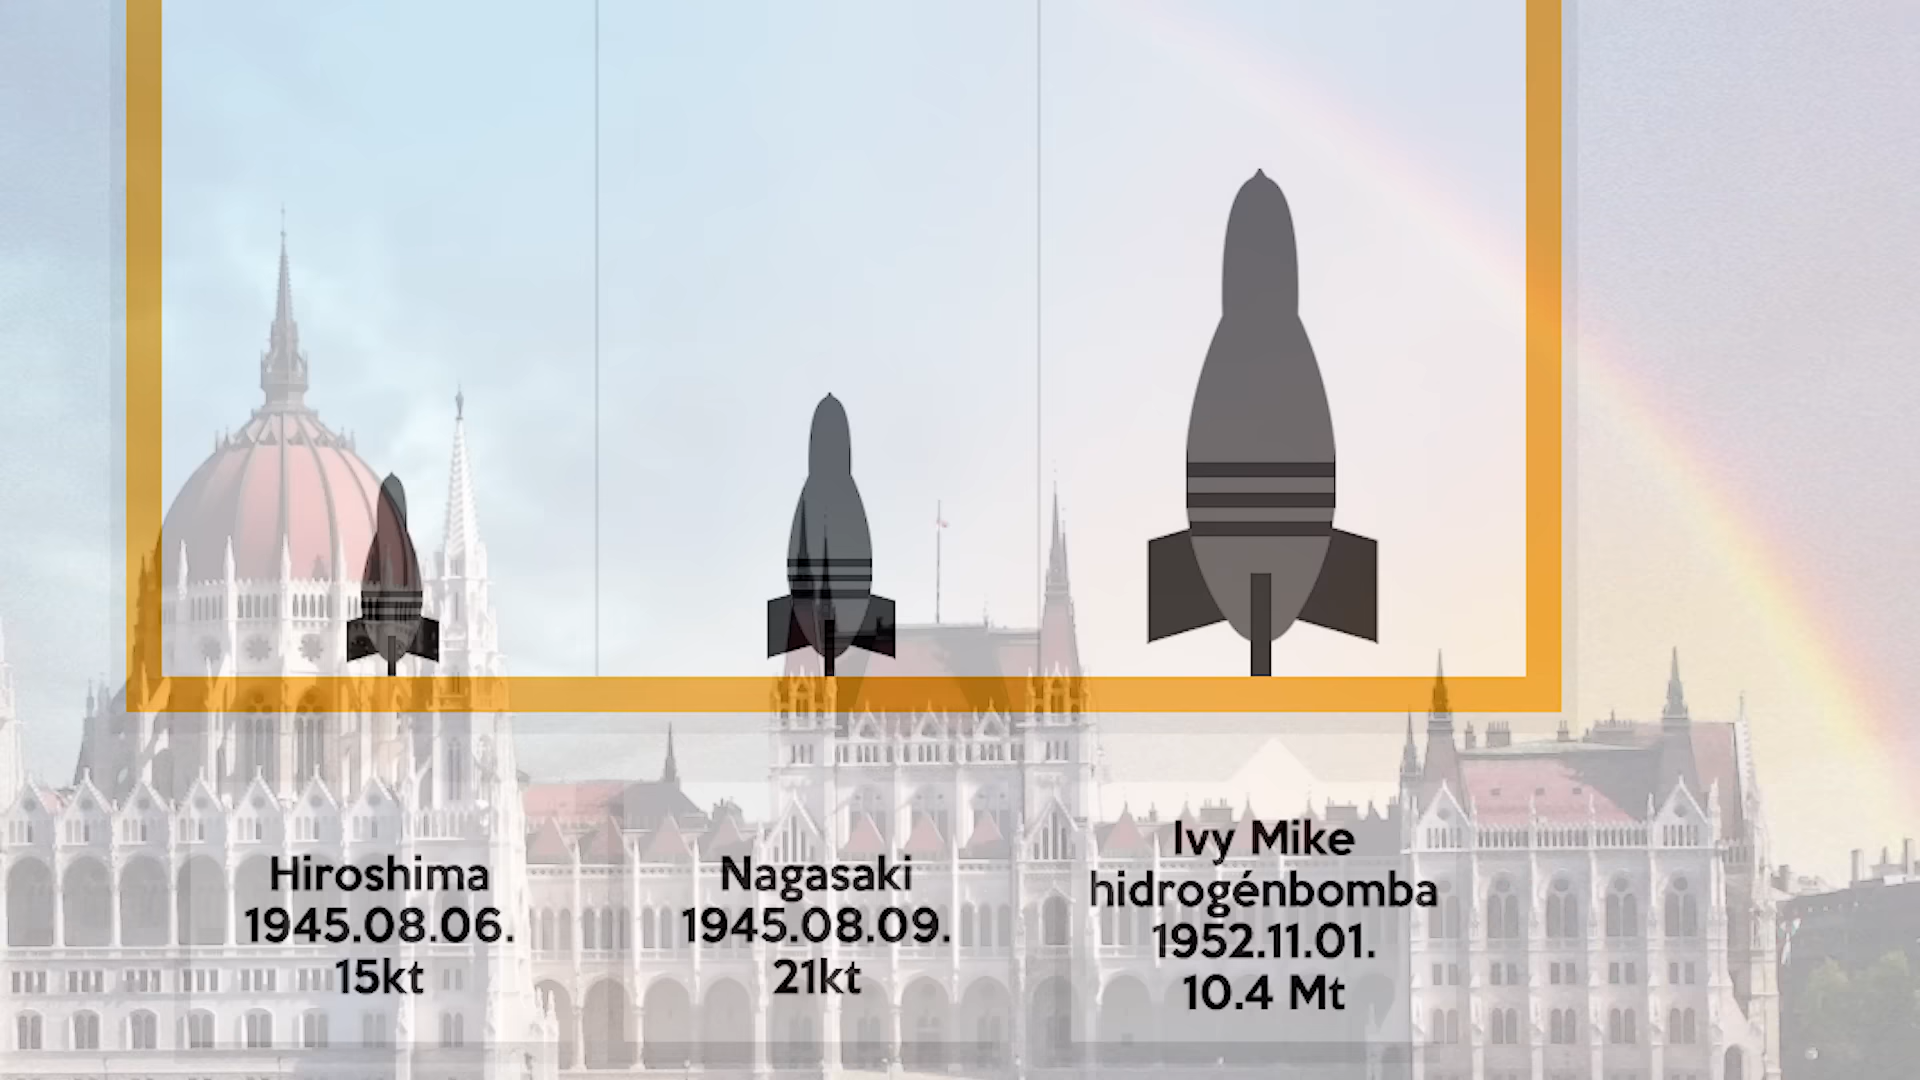 Hiroshima
1945.08.06.
15kt
Nagasaki
1945.08.09.
21kt
Ivy Mike
hidrogénbomba
1952.11.01.
10.4 Mt